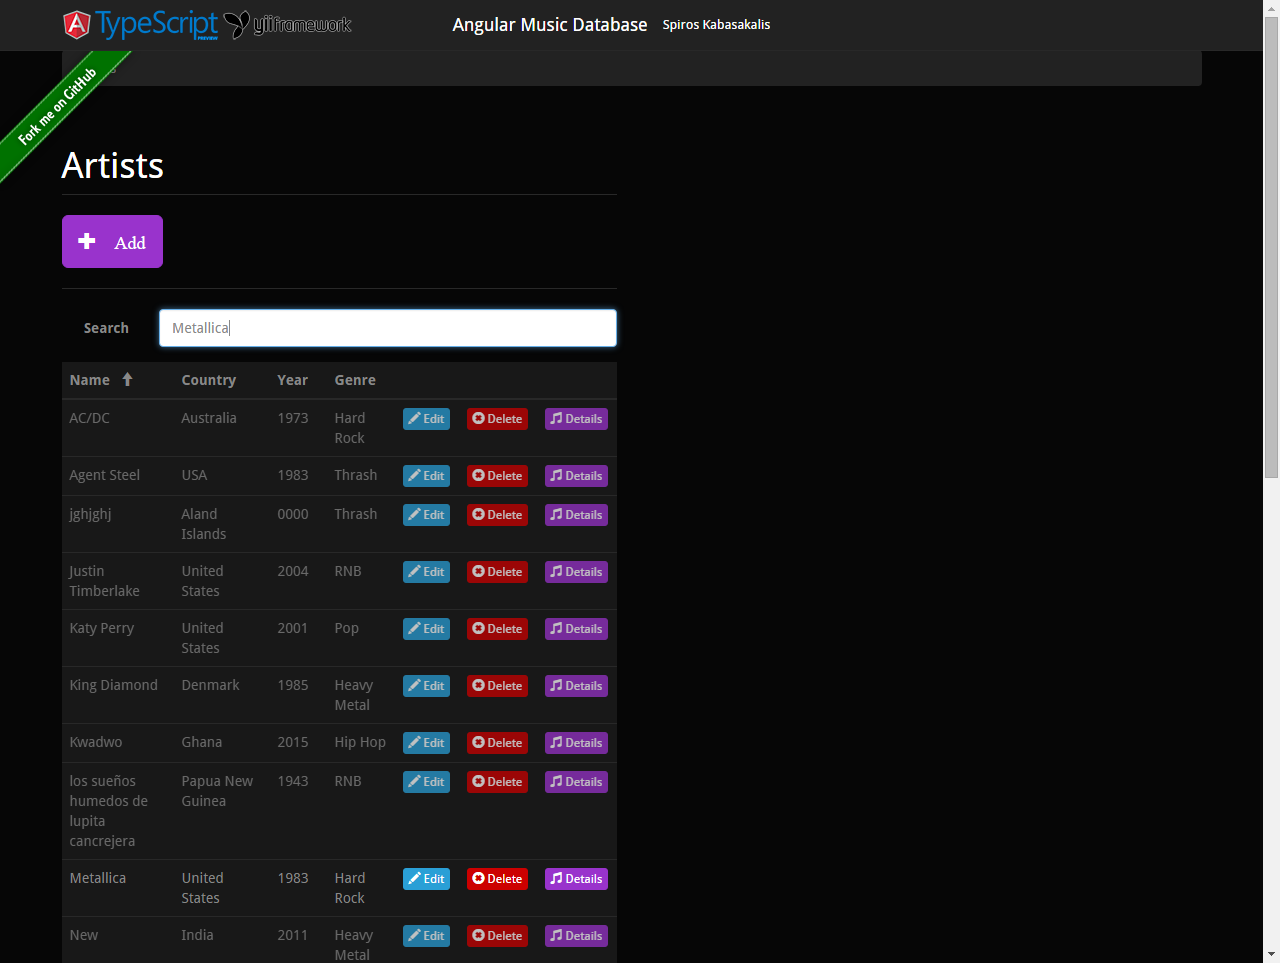 TypeScript PREVIEW yiiframework Angular Music Database Spiros Kabasakalis
Fork me on GitHub
Artists
Add
Search Metallica
Name Country Year Genre
AC/DC Australia 1973 Hard Edit Delete Details
Rock
Agent Steel USA 1983 Thrash Edit Delete Details
jghjghj Aland 0000 Thrash Edit Delete Details
Islands
Justin United 2004 RNB Edit Delete Details
Timberlake States
Katy Perry United 2001 Pop Edit Delete Details
States
King Diamond Denmark 1985 Heavy Edit Delete Details
Metal
Kwadwo Ghana 2015 Hip Hop Edit Delete Details
los sueños Papua New 1943 RNB Edit Delete Details
humedos de Guinea
lupita
cancrejera
Metallica United 1983 Hard Edit Delete Details
States Rock
New India 2011 Heavy Edit Delete Details
Metal